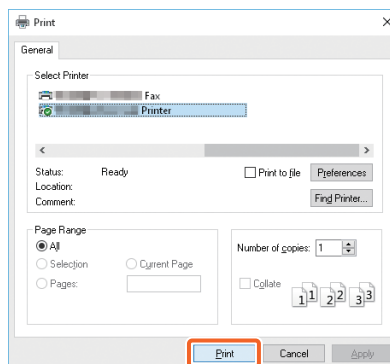 Print
General
Select Printer
Fax
Printer
Status: Ready
Print to file
Preferences
Location:
Comment:
Find Printer...
Page Range
All
Selection
Current Page
Pages:
Number of copies: 1
Collate
1 1 2 2 3 3
Print
Cancel
Apply